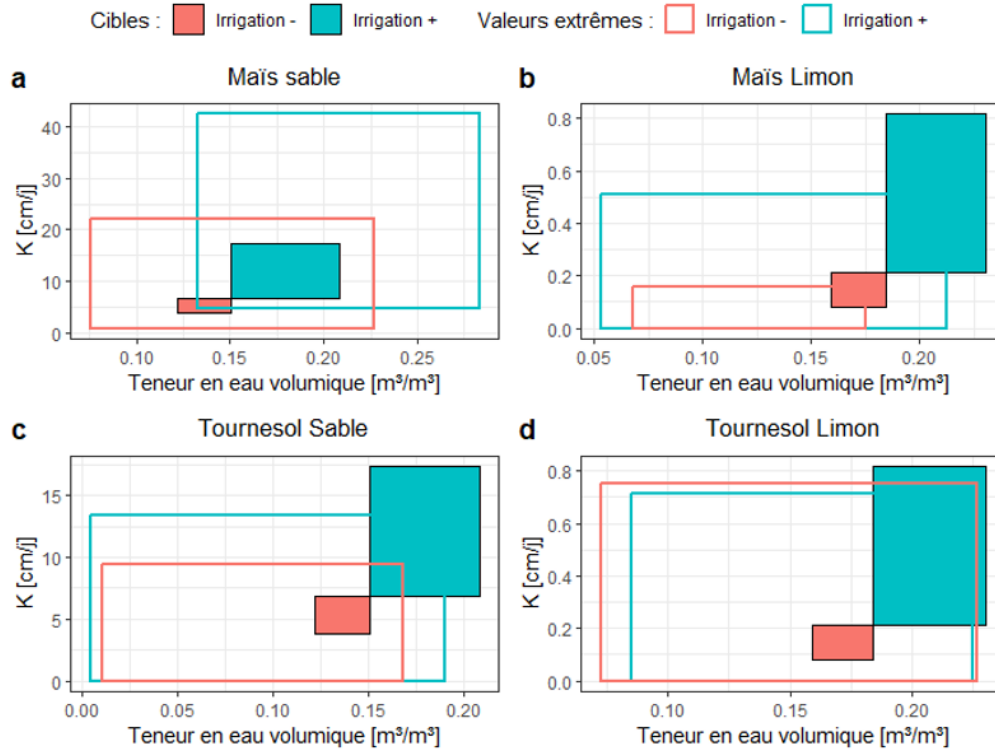 Cibles : Irrigation - Irrigation + Valeurs extrêmes : Irrigation - Irrigation +
a Maïs sable
K [cm/j]
40
30
20
10
0
0.10 0.15 0.20 0.25
Teneur en eau volumique [m³/m³]
b Maïs Limon
K [cm/j]
0.8
0.6
0.4
0.2
0.0
0.05 0.10 0.15 0.20
Teneur en eau volumique [m³/m³]
c Tournesol Sable
K [cm/j]
15
10
5
0
0.00 0.05 0.10 0.15 0.20
Teneur en eau volumique [m³/m³]
d Tournesol Limon
K [cm/j]
0.8
0.6
0.4
0.2
0.0
0.10 0.15 0.20
Teneur en eau volumique [m³/m³]